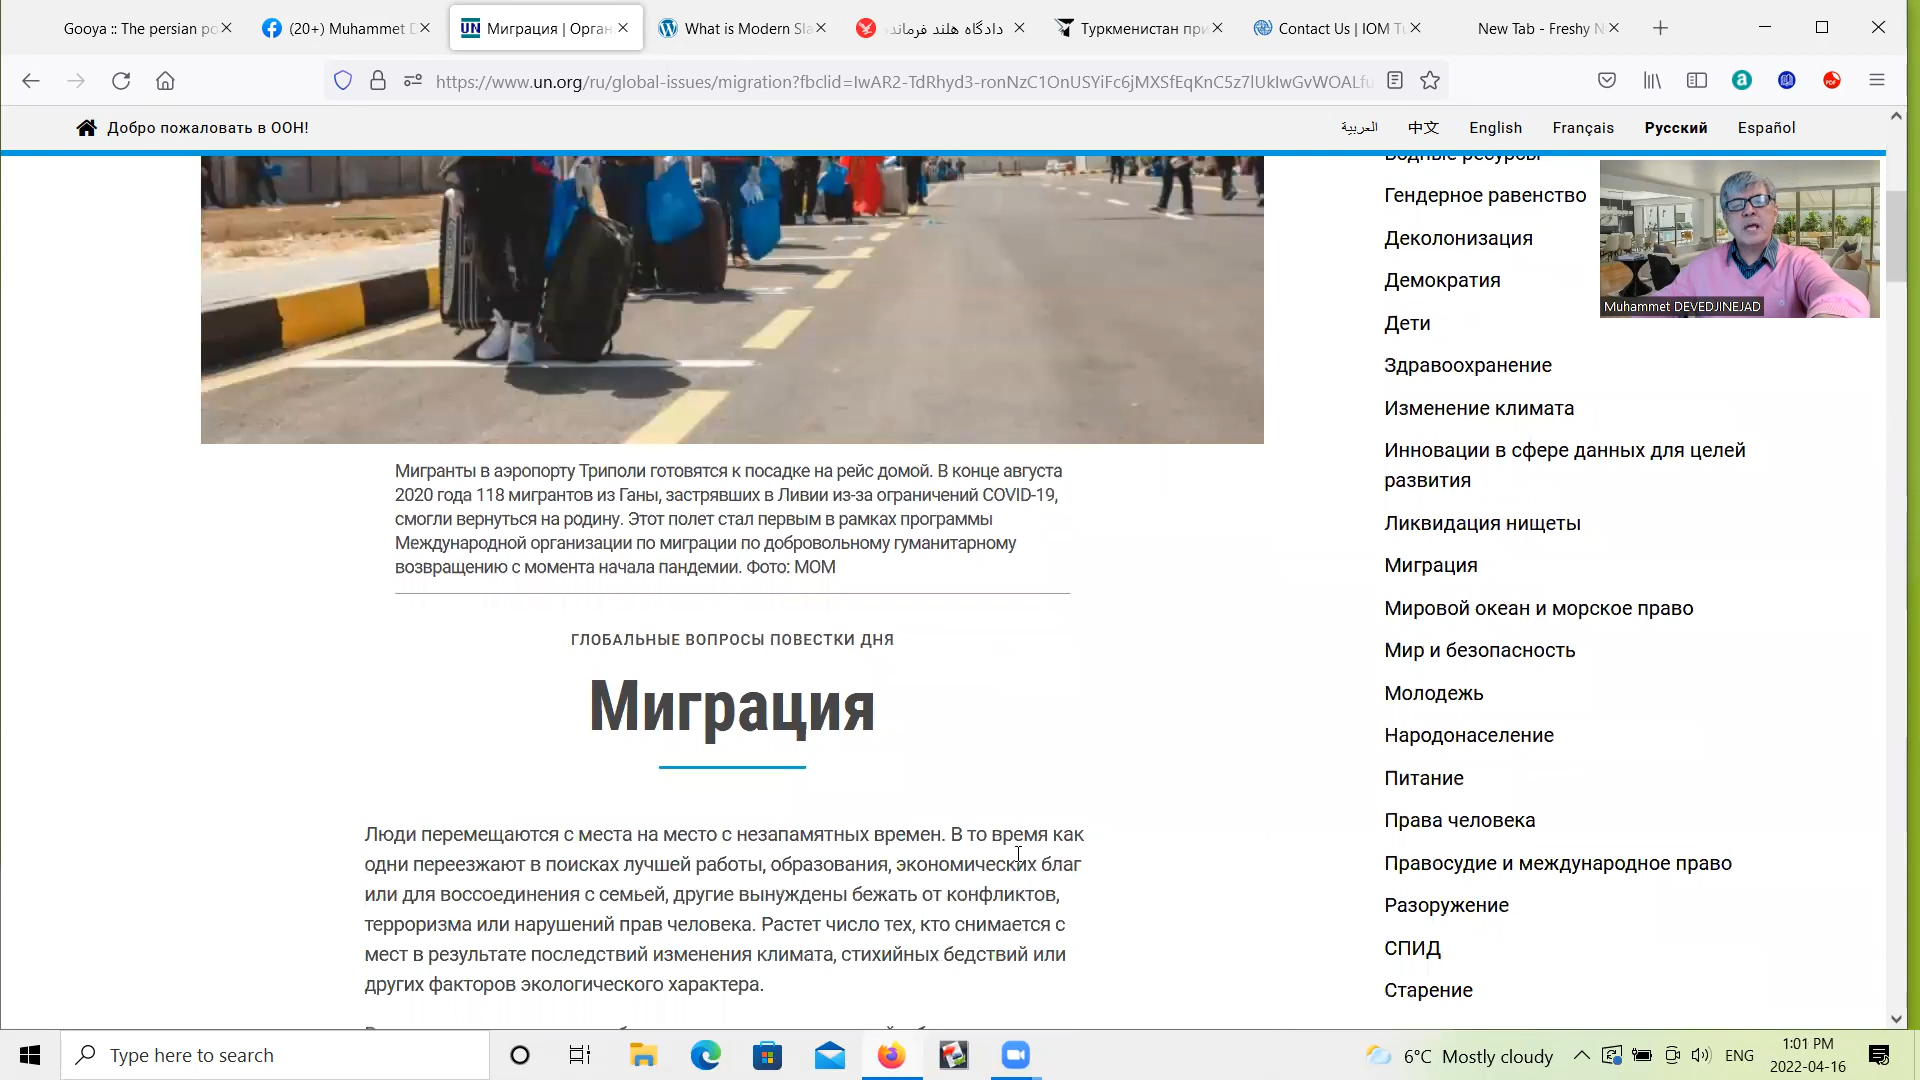 Gooya :: The persian po
(20+) Muhammet D
Миграция | Орган
What is Modern Sla
دادگاه هلند فرمانده
Туркменистан при
Contact Us | IOM Tu
New Tab - Freshy N
https://www.un.org/ru/global-issues/migration?fbclid=IwAR2-TdRhyd3-ronNzC1OnUSYiFc6jMXSfEqKnC5z7lUkIwGvWOALfu
Добро пожаловать в ООН!
العربية
中文
English
Français
Русский
Español
Водные ресурсы
Гендерное равенство
Деколонизация
Демократия
Дети
Здравоохранение
Изменение климата
Инновации в сфере данных для целей
развития
Ликвидация нищеты
Миграция
Мировой океан и морское право
Мир и безопасность
Молодежь
Народонаселение
Питание
Права человека
Правосудие и международное право
Разоружение
СПИД
Старение
Muhammet DEVEDJINEJAD
Мигранты в аэропорту Триполи готовятся к посадке на рейс домой. В конце августа
2020 года 118 мигрантов из Ганы, застрявших в Ливии из-за ограничений COVID-19,
смогли вернуться на родину. Этот полет стал первым в рамках программы
Международной организации по миграции по добровольному гуманитарному
возвращению с момента начала пандемии. Фото: МОМ
ГЛОБАЛЬНЫЕ ВОПРОСЫ ПОВЕСТКИ ДНЯ
Миграция
Люди перемещаются с места на место с незапамятных времен. В то время как
одни переезжают в поисках лучшей работы, образования, экономических благ
или для воссоединения с семьей, другие вынуждены бежать от конфликтов,
терроризма или нарушений прав человека. Растет число тех, кто снимается с
мест в результате последствий изменения климата, стихийных бедствий или
других факторов экологического характера.
Type here to search
6°C Mostly cloudy
ENG
1:01 PM
2022-04-16